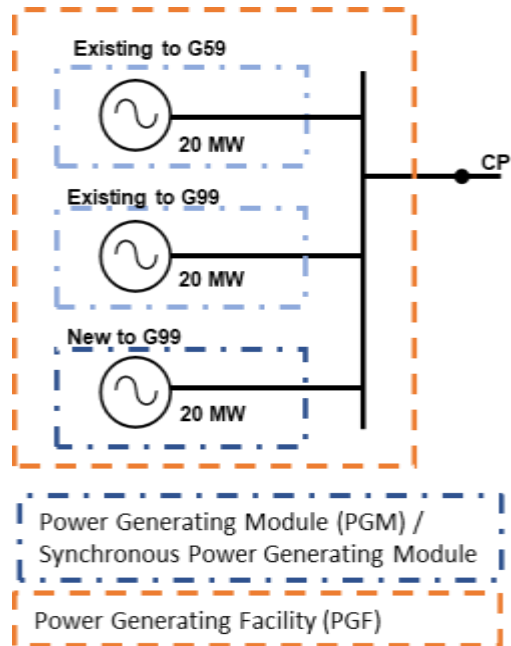 Existing to G59
20 MW
CP
Existing to G99
20 MW
New to G99
20 MW
Power Generating Module (PGM) /
Synchronous Power Generating Module
Power Generating Facility (PGF)